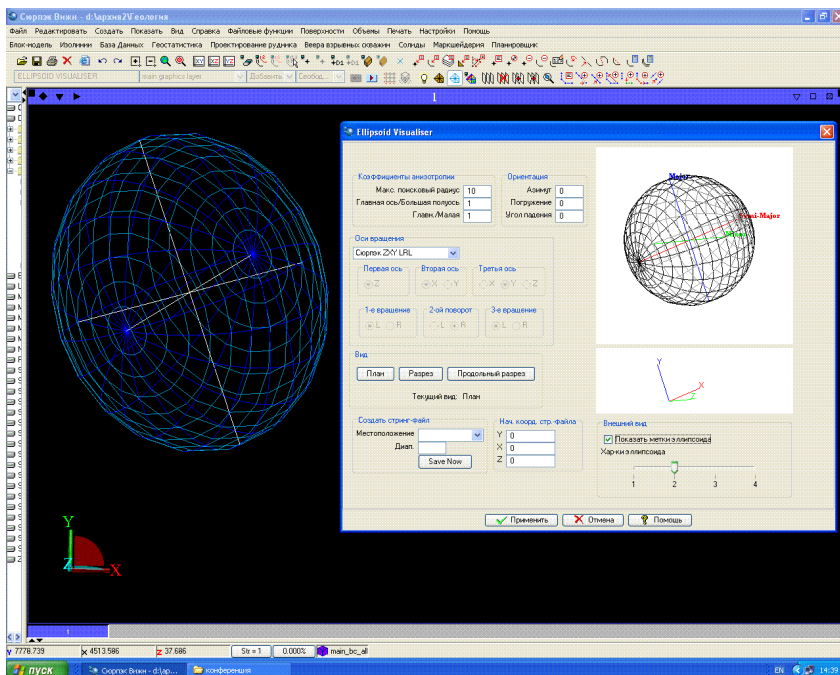 Сюрпэк Вижн - d:\архив2\Геология
Файл Редактировать Создать Показать Вид Справка Файловые функции Поверхности Объемы Печать Настройки Помощь
Блок-модель Изолинии База Данных Геостатистика Проектирование рудника Веера взрывных скважин Солиды Маркшейдерия Планировщик
ELLIPSOID VISUALISER main graphics layer Добавить Свобод...
1
Ellipsoid Visualiser
Коэффициенты анизотропии
Макс. поисковый радиус 10
Главная ось/Большая полуось 1
Главн./Малая 1
Ориентация
Азимут 0
Погружение 0
Угол падения 0
Major
Semi-Major
Оси вращения
Сюрпэк ZXY LRL
Первая ось Вторая ось Третья ось
Z X Y X Y Z
1-е вращение 2-ой поворот 3-е вращение
L R L R L R
Вид
План Разрез Продольный разрез
Текущий вид: План
Y
X
Z
Создать стринг-файл
Местоположение
Диап.
Save Now
Нач. коорд. стр. файла
Y 0
X 0
Z 0
Внешний вид
Показать метки эллипсоида
Хар-ки эллипсоида
1 2 3 4
Применить Отмена Помощь
Y
Z X
Y 7778.739 X 4513.586 Z 37.686 Str = 1 0.000% main_bc_all
пуск Сюрпэк Вижн - d:\ар... конференция EN 14:39